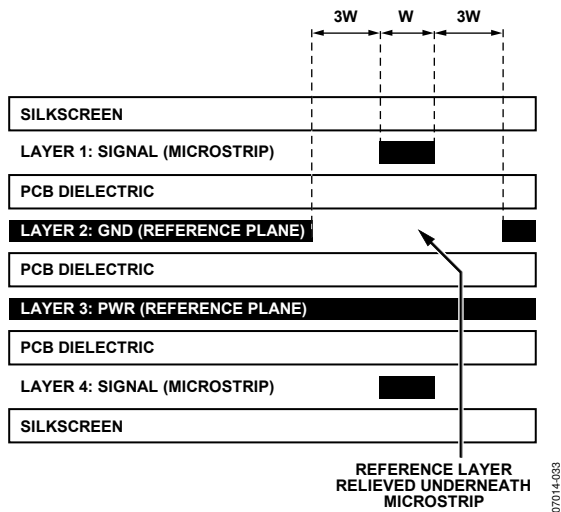 3W W 3W
SILKSCREEN
LAYER 1: SIGNAL (MICROSTRIP)
PCB DIELECTRIC
LAYER 2: GND (REFERENCE PLANE)
PCB DIELECTRIC
LAYER 3: PWR (REFERENCE PLANE)
PCB DIELECTRIC
LAYER 4: SIGNAL (MICROSTRIP)
SILKSCREEN
REFERENCE LAYER
RELIEVED UNDERNEATH
MICROSTRIP
07014-033